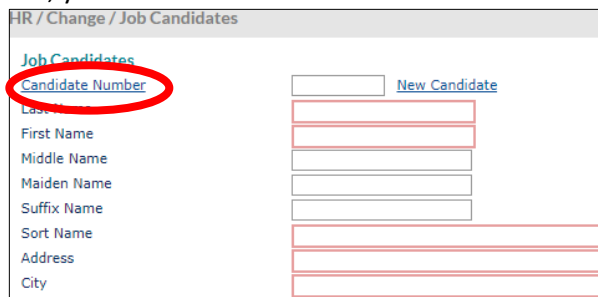 HR / Change / Job Candidates
Job Candidates
Candidate Number New Candidate
Last Name
First Name
Middle Name
Maiden Name
Suffix Name
Sort Name
Address
City